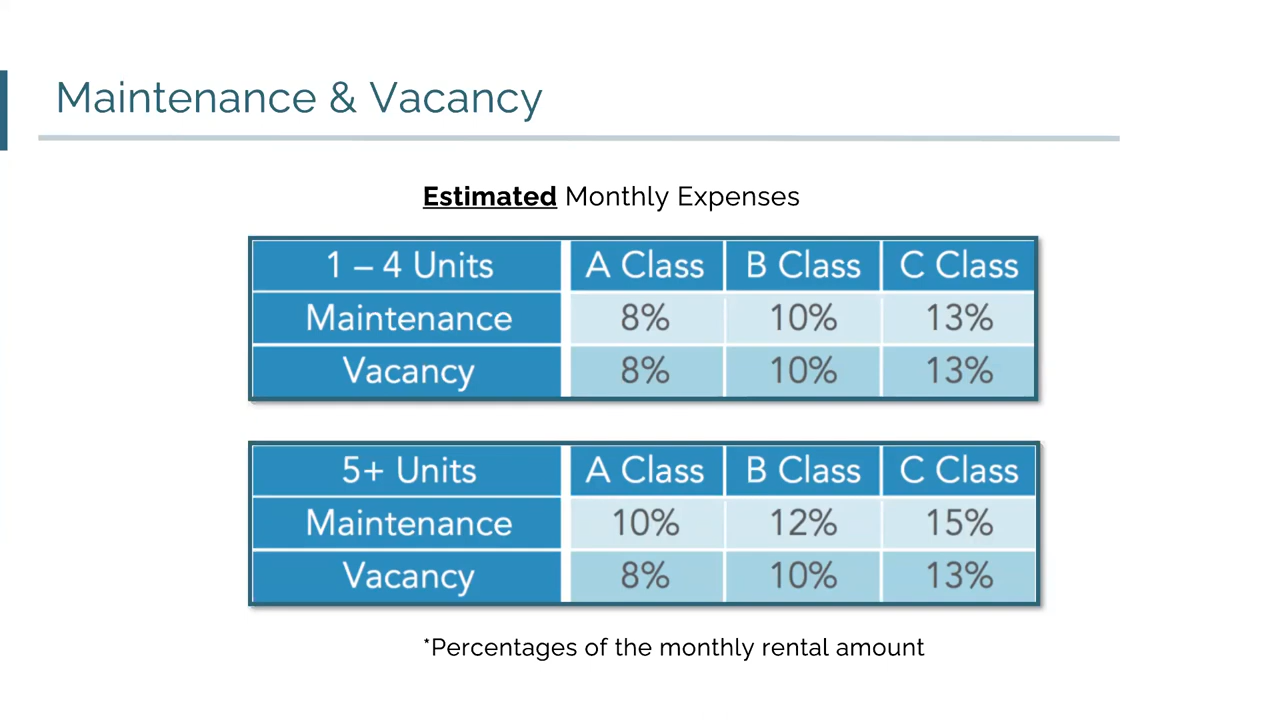 Maintenance & Vacancy
Estimated Monthly Expenses
1 – 4 Units A Class B Class C Class
Maintenance 8% 10% 13%
Vacancy 8% 10% 13%
5+ Units A Class B Class C Class
Maintenance 10% 12% 15%
Vacancy 8% 10% 13%
*Percentages of the monthly rental amount